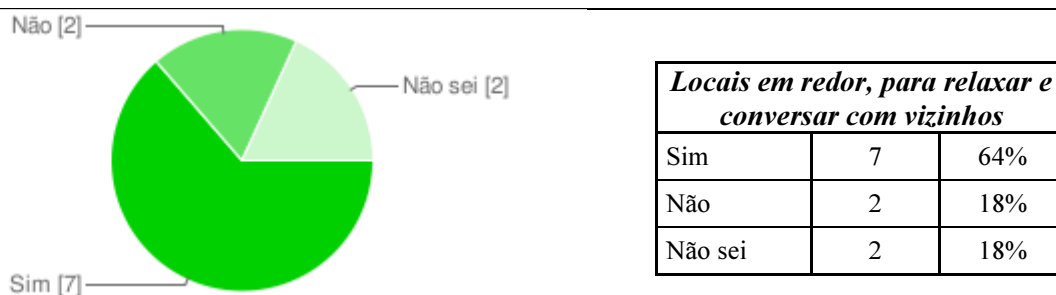 Não [2]
Não sei [2]
Sim [7]
Locais em redor, para relaxar e
conversar com vizinhos
Sim 7 64%
Não 2 18%
Não sei 2 18%